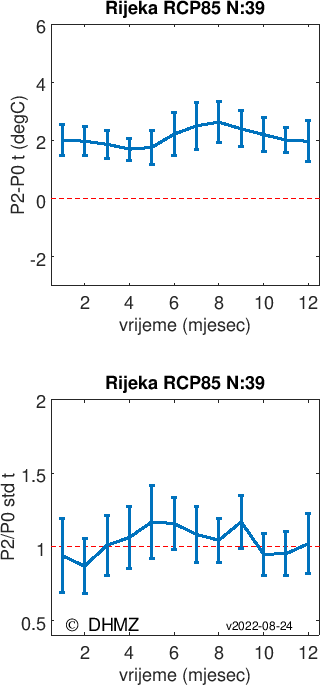 Rijeka RCP85 N:39
6
4
2
0
-2
P2-P0 t (degC)
2 4 6 8 10 12
vrijeme (mjesec)
Rijeka RCP85 N:39
2
1.5
1
0.5
P2/P0 std t
© DHMZ
v2022-08-24
2 4 6 8 10 12
vrijeme (mjesec)